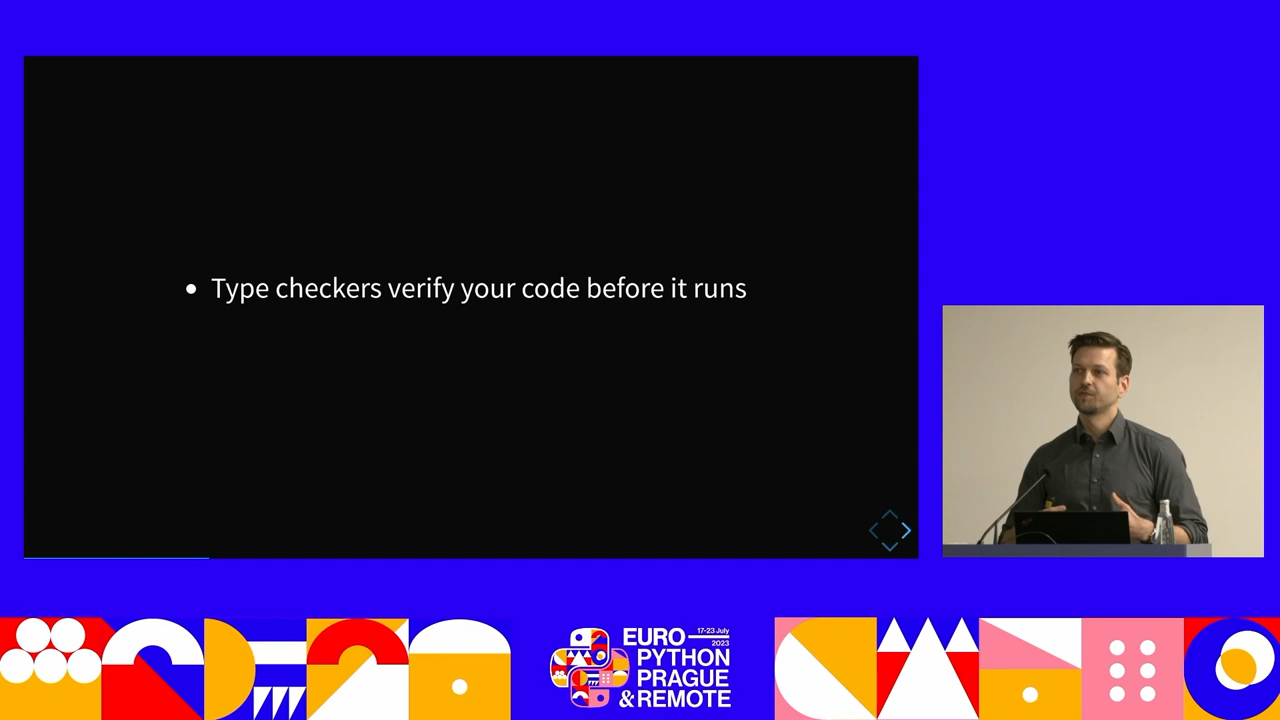 Type checkers verify your code before it runs
EURO 17-23 July 2023
PYTHON
PRAGUE
& REMOTE